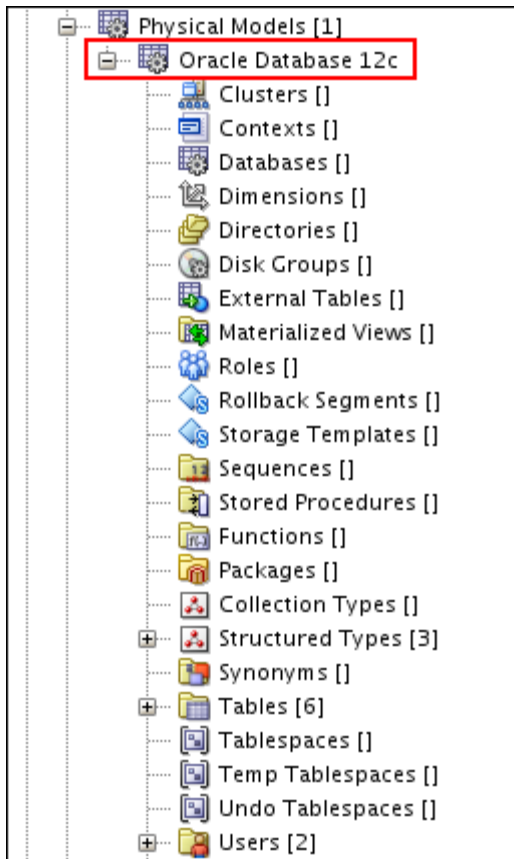 Physical Models [1]
Oracle Database 12c
Clusters []
Contexts []
Databases []
Dimensions []
Directories []
Disk Groups []
External Tables []
Materialized Views []
Roles []
Rollback Segments []
Storage Templates []
Sequences []
Stored Procedures []
Functions []
Packages []
Collection Types []
Structured Types [3]
Synonyms []
Tables [6]
Tablespaces []
Temp Tablespaces []
Undo Tablespaces []
Users [2]